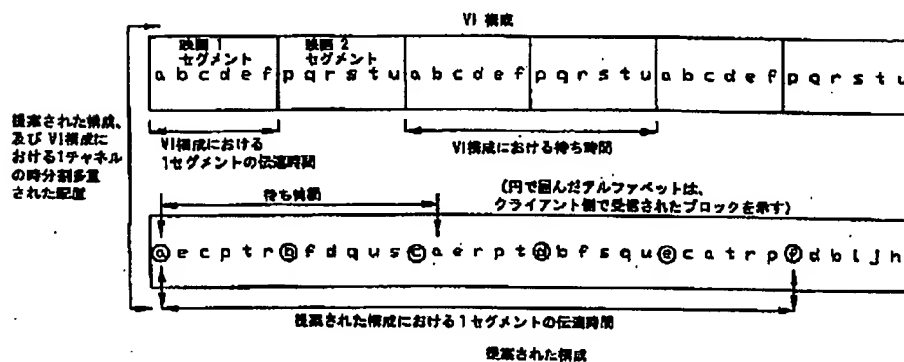 VI 構成
映画 1
セグメント
映画 2
セグメント
a b c d e f p q r s t u a b c d e f p q r s t u a b c d e f p q r s t u
提案された構成、
及び VI構成に
おける1チャネル
の時分割多重
された配置
VI構成における
1セグメントの伝達時間
VI構成における待ち時間
待ち時間
(円で囲んだアルファベットは、
クライアント側で受信されたブロックを示す)
ⓐ e c p t r ⓑ f d q u s ⓒ a e r p t ⓓ b f s q u ⓔ c a t r p ⓕ d b i j h
提案された構成における1セグメントの伝達時間
提案された構成